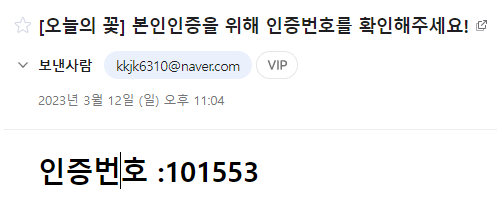 [오늘의 꽃] 본인인증을 위해 인증번호를 확인해주세요!
보낸사람 kkjk6310@naver.com VIP
2023년 3월 12일 (일) 오후 11:04
인증번호 :101553